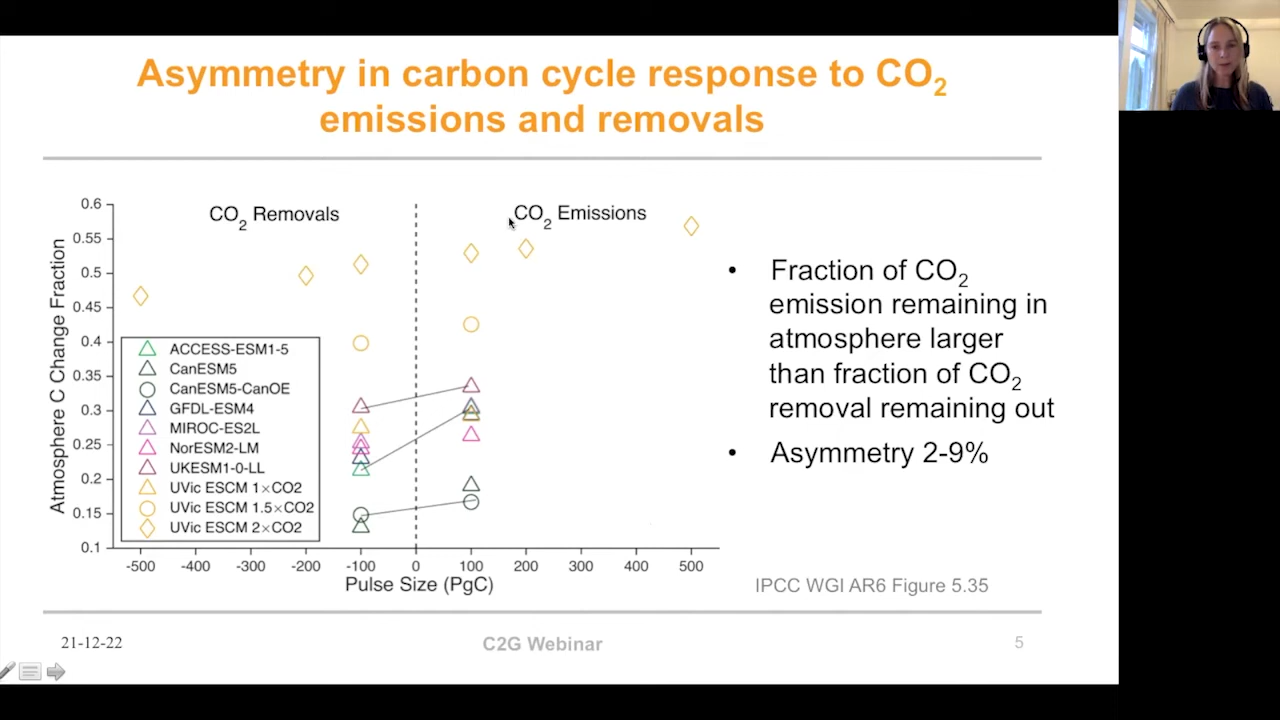 Asymmetry in carbon cycle response to CO2
emissions and removals
CO2 Removals
CO2 Emissions
Atmosphere C Change Fraction
0.6
0.55
0.5
0.45
0.4
0.35
0.3
0.25
0.2
0.15
0.1
ACCESS-ESM1-5
CanESM5
CanESM5-CanOE
GFDL-ESM4
MIROC-ES2L
NorESM2-LM
UKESM1-0-LL
UVic ESCM 1×CO2
UVic ESCM 1.5×CO2
UVic ESCM 2×CO2
-500 -400 -300 -200 -100 0 100 200 300 400 500
Pulse Size (PgC)
• Fraction of CO2
emission remaining in
atmosphere larger
than fraction of CO2
removal remaining out
• Asymmetry 2-9%
IPCC WGI AR6 Figure 5.35
21-12-22
C2G Webinar
5